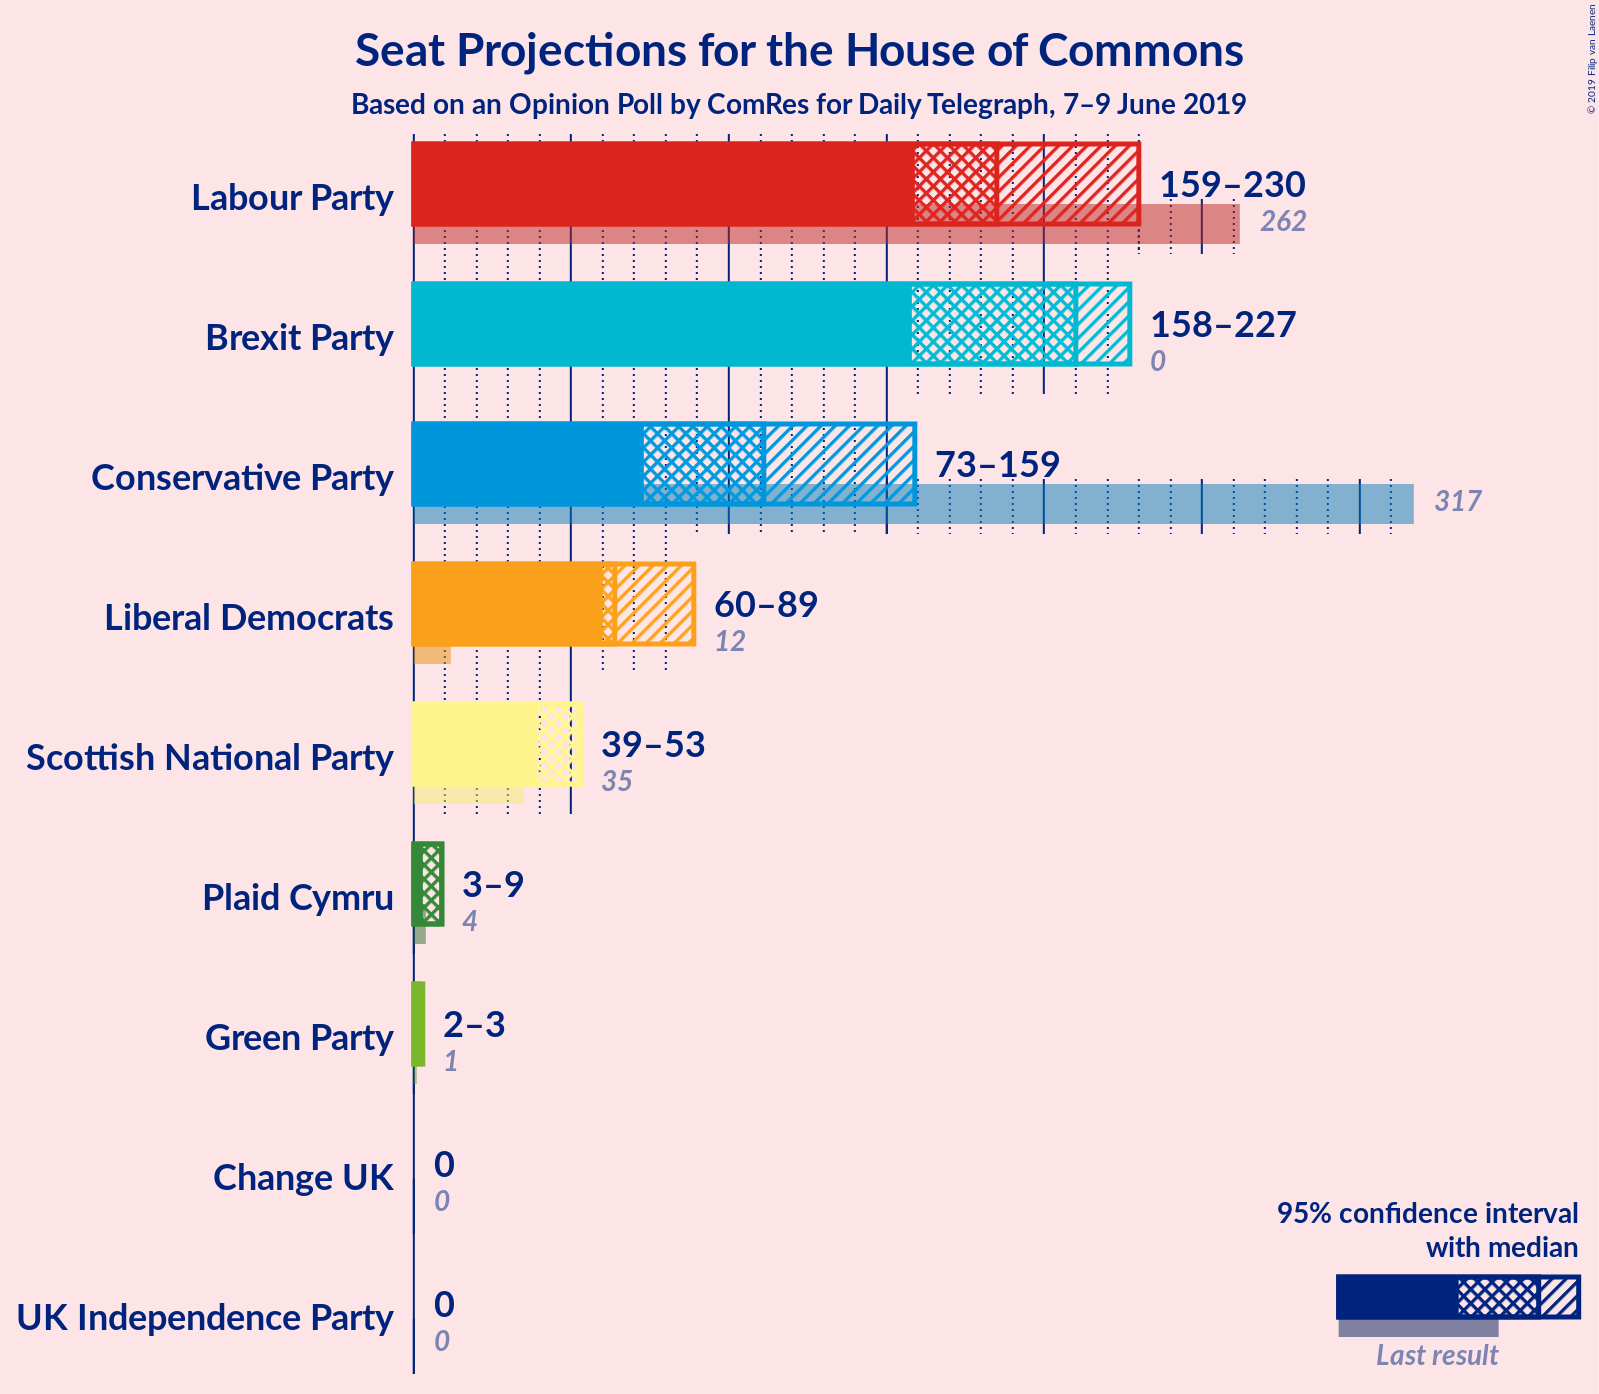 Seat Projections for the House of Commons
Based on an Opinion Poll by ComRes for Daily Telegraph, 7–9 June 2019
© 2019 Filip van Laenen
Labour Party
159–230
262
Brexit Party
158–227
0
Conservative Party
73–159
317
Liberal Democrats
60–89
12
Scottish National Party
39–53
35
Plaid Cymru
3–9
4
Green Party
2–3
1
Change UK
0
0
UK Independence Party
0
0
95% confidence interval
with median
Last result